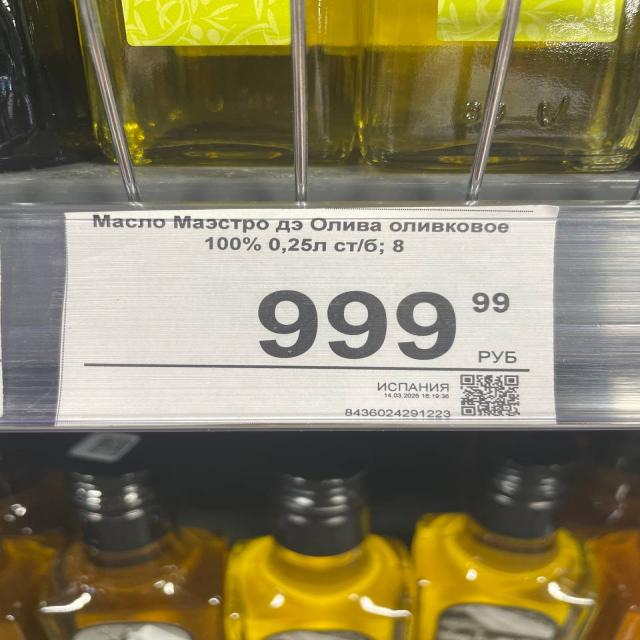 Масло Маэстро дэ Олива оливковое
100% 0,25л ст/б; 8
999 99
РУБ
ИСПАНИЯ
14.03.2025 18:19:36
8436024291223